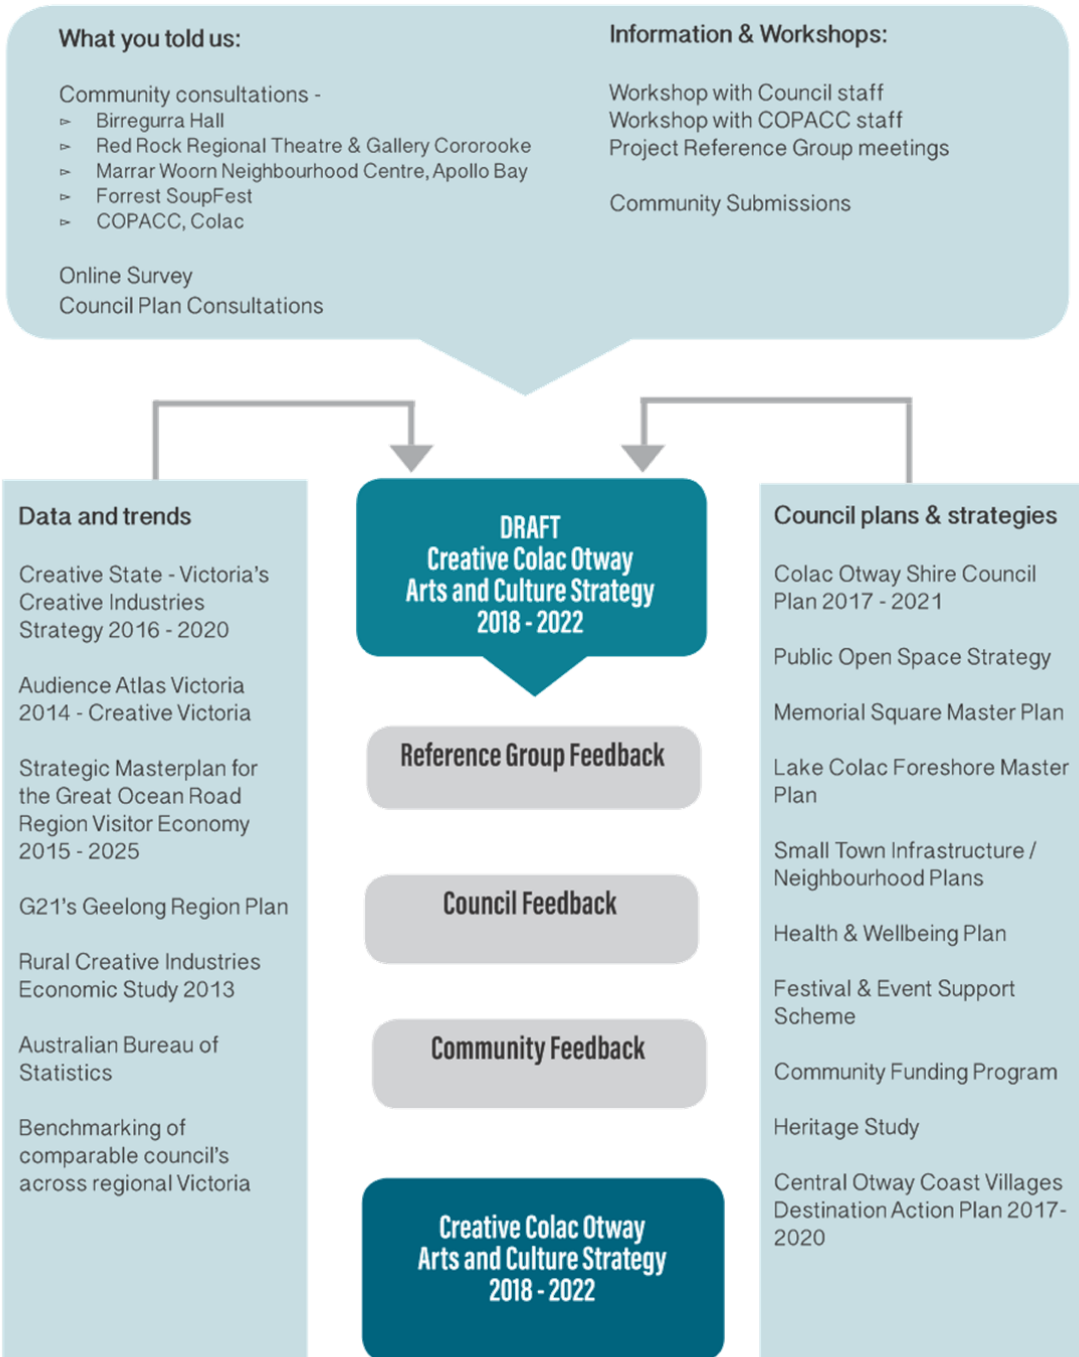 What you told us:
Community consultations -
⊳ Birregurra Hall
⊳ Red Rock Regional Theatre & Gallery Cororooke
⊳ Marrar Woorn Neighbourhood Centre, Apollo Bay
⊳ Forrest SoupFest
⊳ COPACC, Colac
Online Survey
Council Plan Consultations
Information & Workshops:
Workshop with Council staff
Workshop with COPACC staff
Project Reference Group meetings
Community Submissions
Data and trends
Creative State - Victoria's
Creative Industries
Strategy 2016 - 2020
Audience Atlas Victoria
2014 - Creative Victoria
Strategic Masterplan for
the Great Ocean Road
Region Visitor Economy
2015 - 2025
G21's Geelong Region Plan
Rural Creative Industries
Economic Study 2013
Australian Bureau of
Statistics
Benchmarking of
comparable council's
across regional Victoria
DRAFT
Creative Colac Otway
Arts and Culture Strategy
2018 - 2022
Reference Group Feedback
Council Feedback
Community Feedback
Creative Colac Otway
Arts and Culture Strategy
2018 - 2022
Council plans & strategies
Colac Otway Shire Council
Plan 2017 - 2021
Public Open Space Strategy
Memorial Square Master Plan
Lake Colac Foreshore Master
Plan
Small Town Infrastructure /
Neighbourhood Plans
Health & Wellbeing Plan
Festival & Event Support
Scheme
Community Funding Program
Heritage Study
Central Otway Coast Villages
Destination Action Plan 2017-
2020